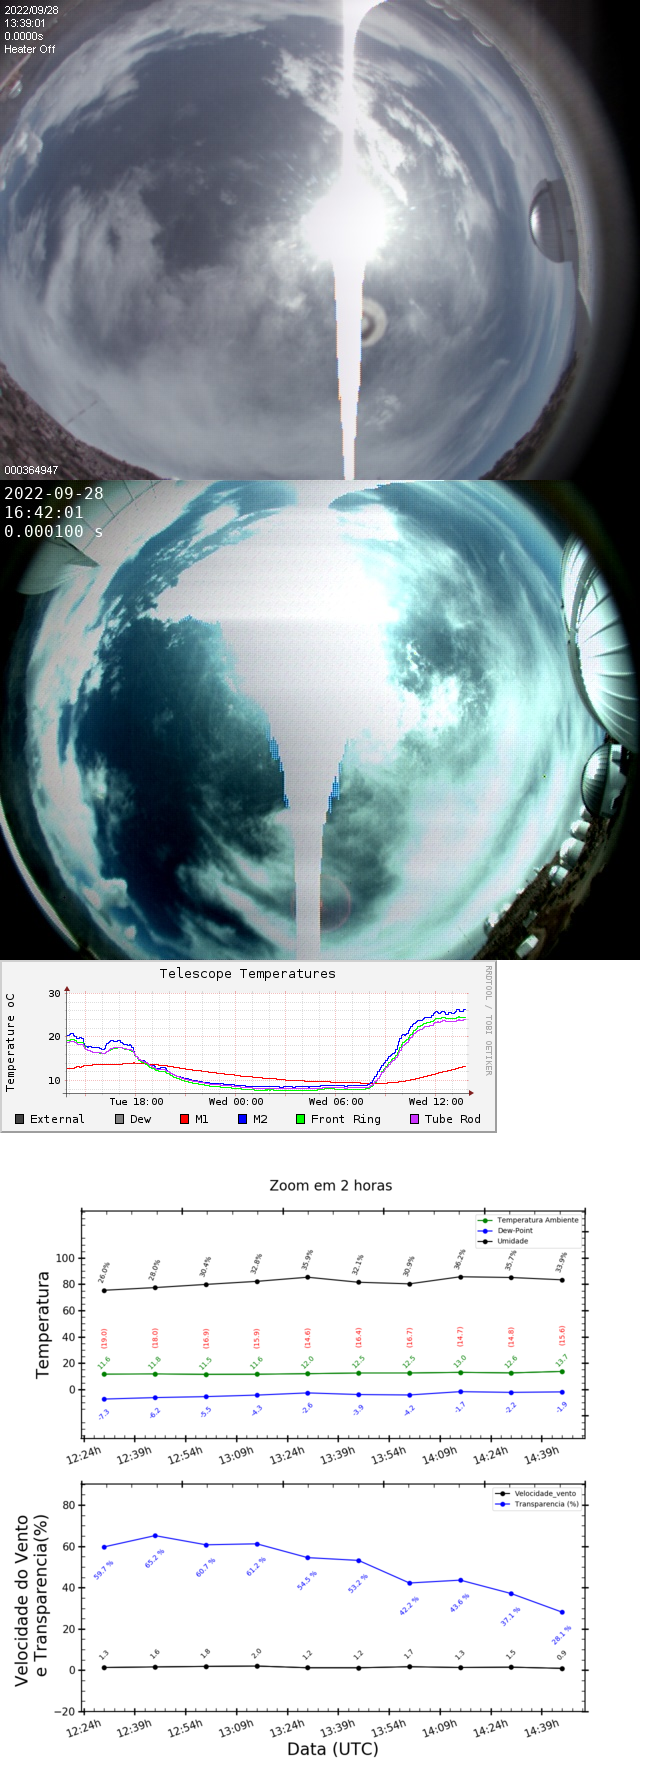 2022/09/28
13:39:01
0.0000s
Heater Off
000364947
2022-09-28
16:42:01
0.000100 s
Telescope Temperatures
RRDTOOL / TOBI OETIKER
Temperature oC
30
20
10
Tue 18:00 Wed 00:00 Wed 06:00 Wed 12:00
External Dew M1 M2 Front Ring Tube Rod
Zoom em 2 horas
Temperatura Ambiente
Dew-Point
Umidade
Temperatura
100
80
60
40
20
0
26.0% 28.0% 30.4% 32.8% 35.9% 32.1% 30.9% 36.2% 35.7% 33.9%
(19.0) (18.0) (16.9) (15.9) (14.6) (16.4) (16.7) (14.7) (14.8) (15.6)
11.6 11.8 11.5 11.6 12.0 12.5 12.5 13.0 12.6 13.7
-7.3 -6.2 -5.5 -4.3 -2.6 -3.9 -4.2 -1.7 -2.2 -1.9
12:24h 12:39h 12:54h 13:09h 13:24h 13:39h 13:54h 14:09h 14:24h 14:39h
Velocidade_vento
Transparencia (%)
Velocidade do Vento
e Transparencia(%)
80
60
40
20
0
−20
59.7 % 65.2 % 60.7 % 61.2 % 54.5 % 53.2 % 42.2 % 43.6 % 37.1 % 28.1 %
1.3 1.6 1.8 2.0 1.2 1.2 1.7 1.3 1.5 0.9
12:24h 12:39h 12:54h 13:09h 13:24h 13:39h 13:54h 14:09h 14:24h 14:39h
Data (UTC)